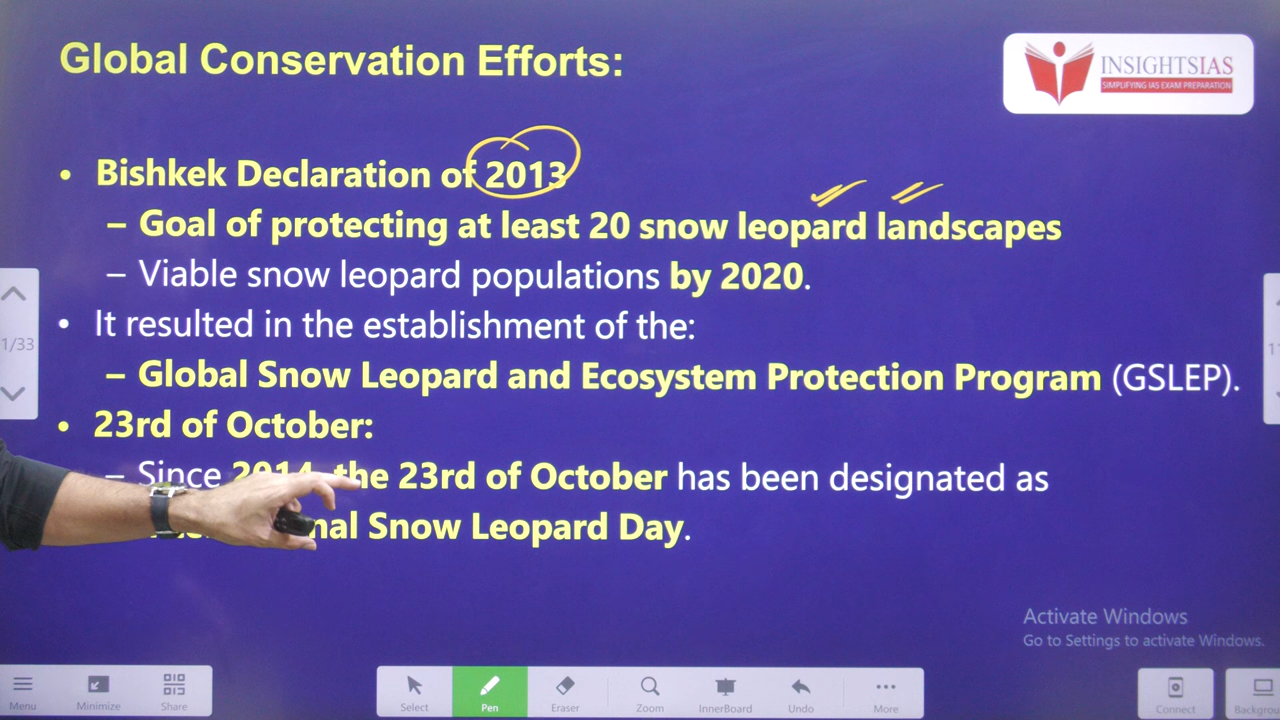 Global Conservation Efforts:
INSIGHTSIAS
SIMPLIFYING IAS EXAM PREPARATION
• Bishkek Declaration of 2013
– Goal of protecting at least 20 snow leopard landscapes
– Viable snow leopard populations by 2020.
• It resulted in the establishment of the:
1/33
– Global Snow Leopard and Ecosystem Protection Program (GSLEP).
• 23rd of October:
– Since 2014, the 23rd of October has been designated as
nal Snow Leopard Day.
Activate Windows
Go to Settings to activate Windows.
Menu Minimize Share Select Pen Eraser Zoom InnerBoard Undo More Connect